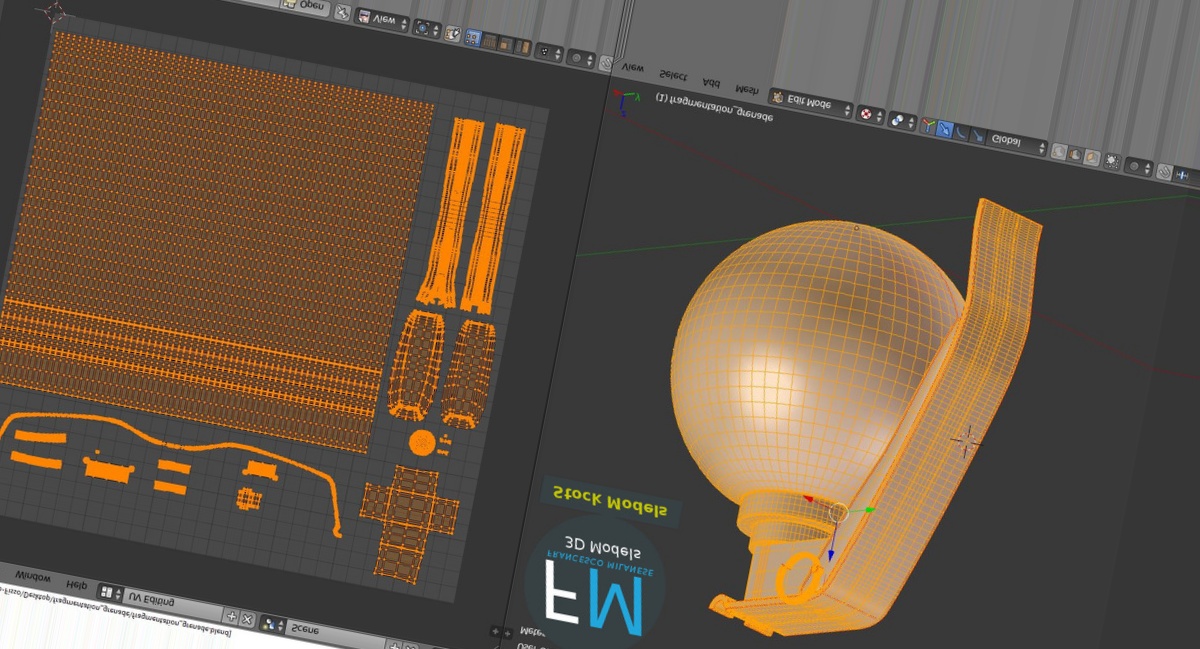 Open
View
View
Select
Add
Mesh
Edit Mode
Global
(1) fragmentation_grenade
Stock Models
3D Models
FRANCESCO MILANESE
FM
Window
Help
UV Editing
Scene
/Desktop/fragmentation_grenade/fragmentation_grenade.blend]